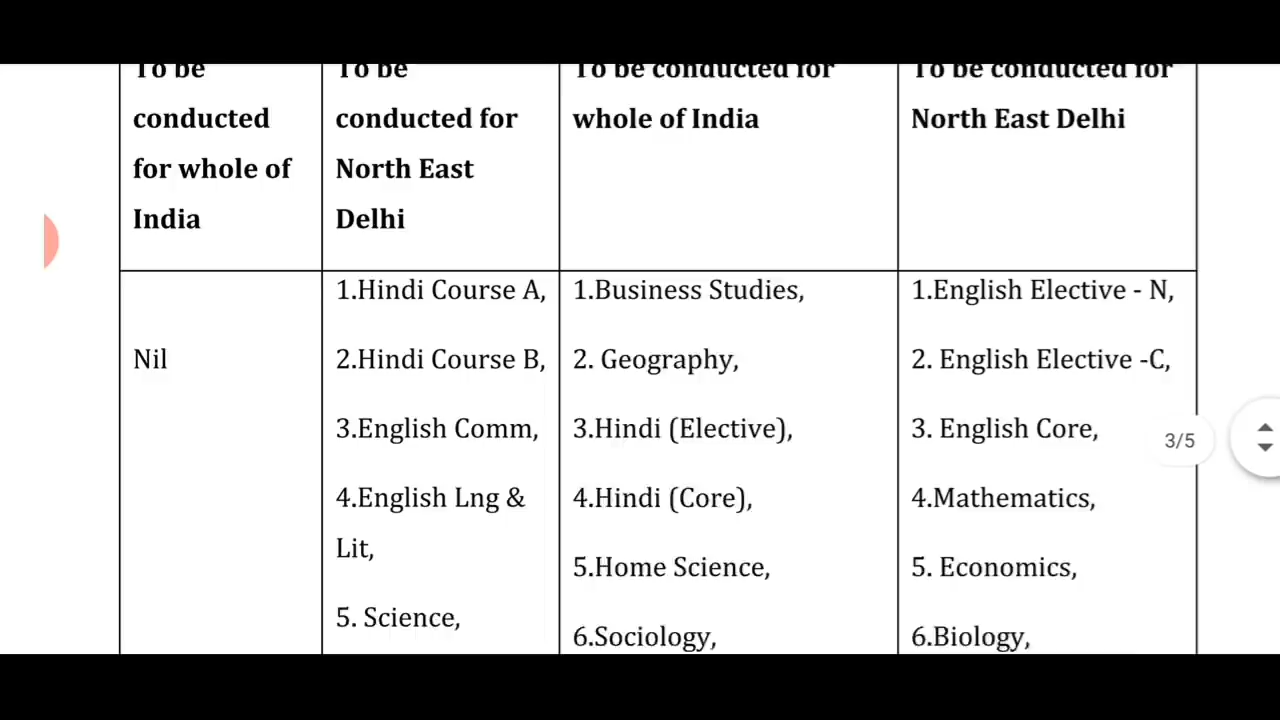 To be
conducted
for whole of
India
To be
conducted for
North East
Delhi
To be conducted for
whole of India
To be conducted for
North East Delhi
Nil
1.Hindi Course A,
2.Hindi Course B,
3.English Comm,
4.English Lng &
Lit,
5. Science,
1.Business Studies,
2. Geography,
3.Hindi (Elective),
4.Hindi (Core),
5.Home Science,
6.Sociology,
1.English Elective - N,
2. English Elective -C,
3. English Core,
4.Mathematics,
5. Economics,
6.Biology,
3/5